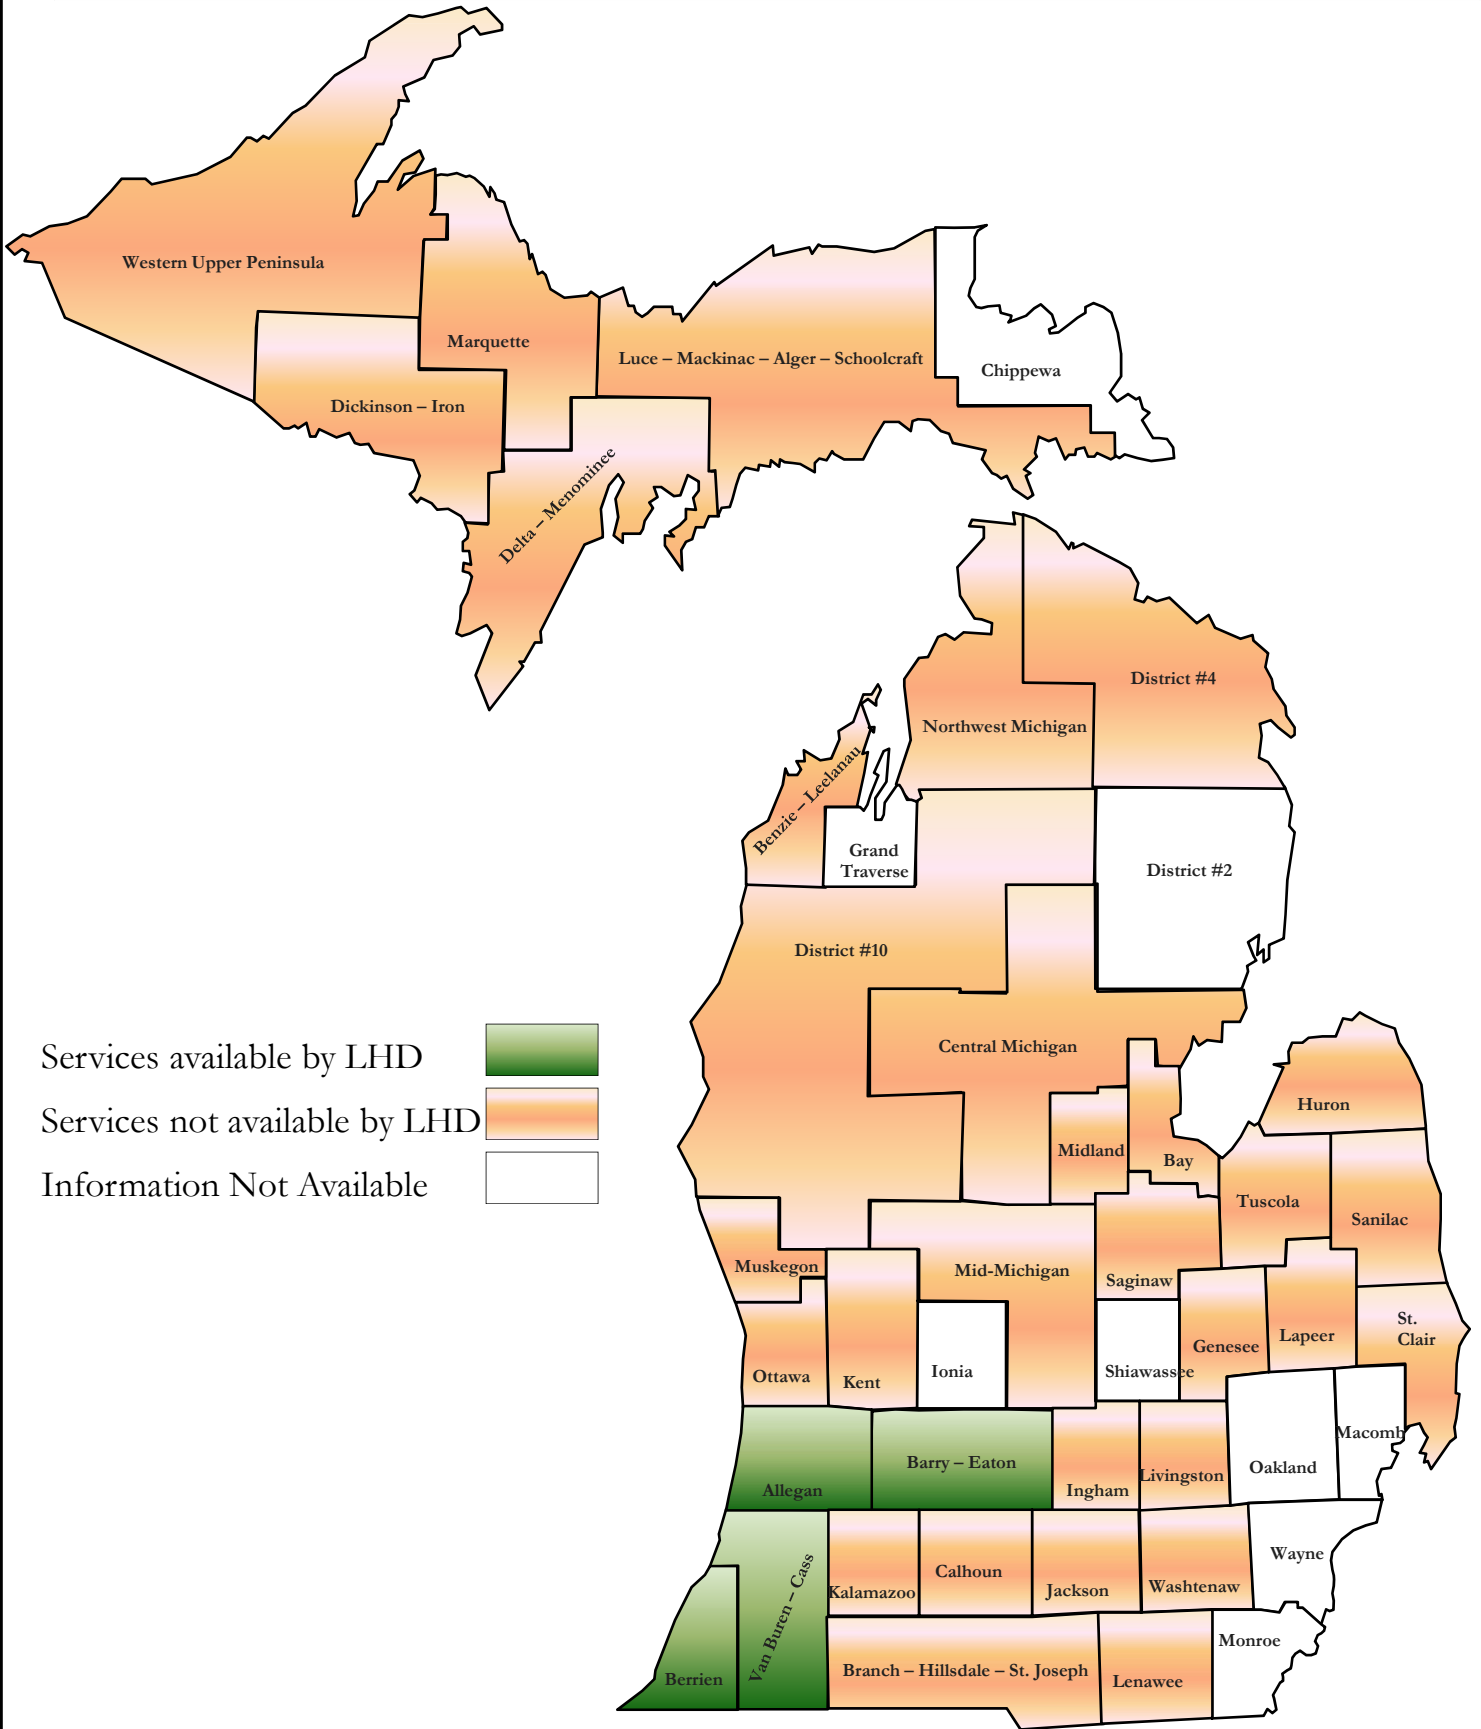 Western Upper Peninsula
Marquette
Luce – Mackinac – Alger – Schoolcraft
Chippewa
Dickinson – Iron
Delta – Menominee
District #4
Northwest Michigan
Benzie – Leelanau
Grand
Traverse
District #2
District #10
Central Michigan
Services available by LHD
Services not available by LHD
Information Not Available
Huron
Midland
Bay
Tuscola
Sanilac
Muskegon
Mid-Michigan
Saginaw
St.
Clair
Lapeer
Genesee
Shiawassee
Ionia
Kent
Ottawa
Macomb
Oakland
Livingston
Ingham
Barry – Eaton
Allegan
Wayne
Washtenaw
Jackson
Calhoun
Kalamazoo
Van Buren – Cass
Berrien
Branch – Hillsdale – St. Joseph
Lenawee
Monroe